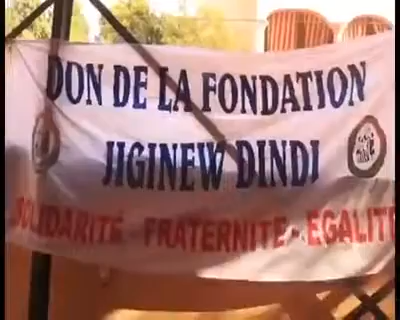 DON DE LA FONDATION
JIGINEW DINDI
SOLIDARITE - FRATERNITE - EGALITE